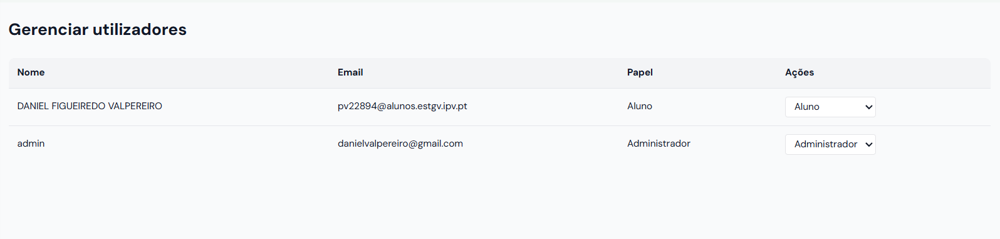 Gerenciar utilizadores
Nome Email Papel Ações
DANIEL FIGUEIREDO VALPEREIRO pv22894@alunos.estgv.ipv.pt Aluno Aluno
admin danielvalpereiro@gmail.com Administrador Administrador